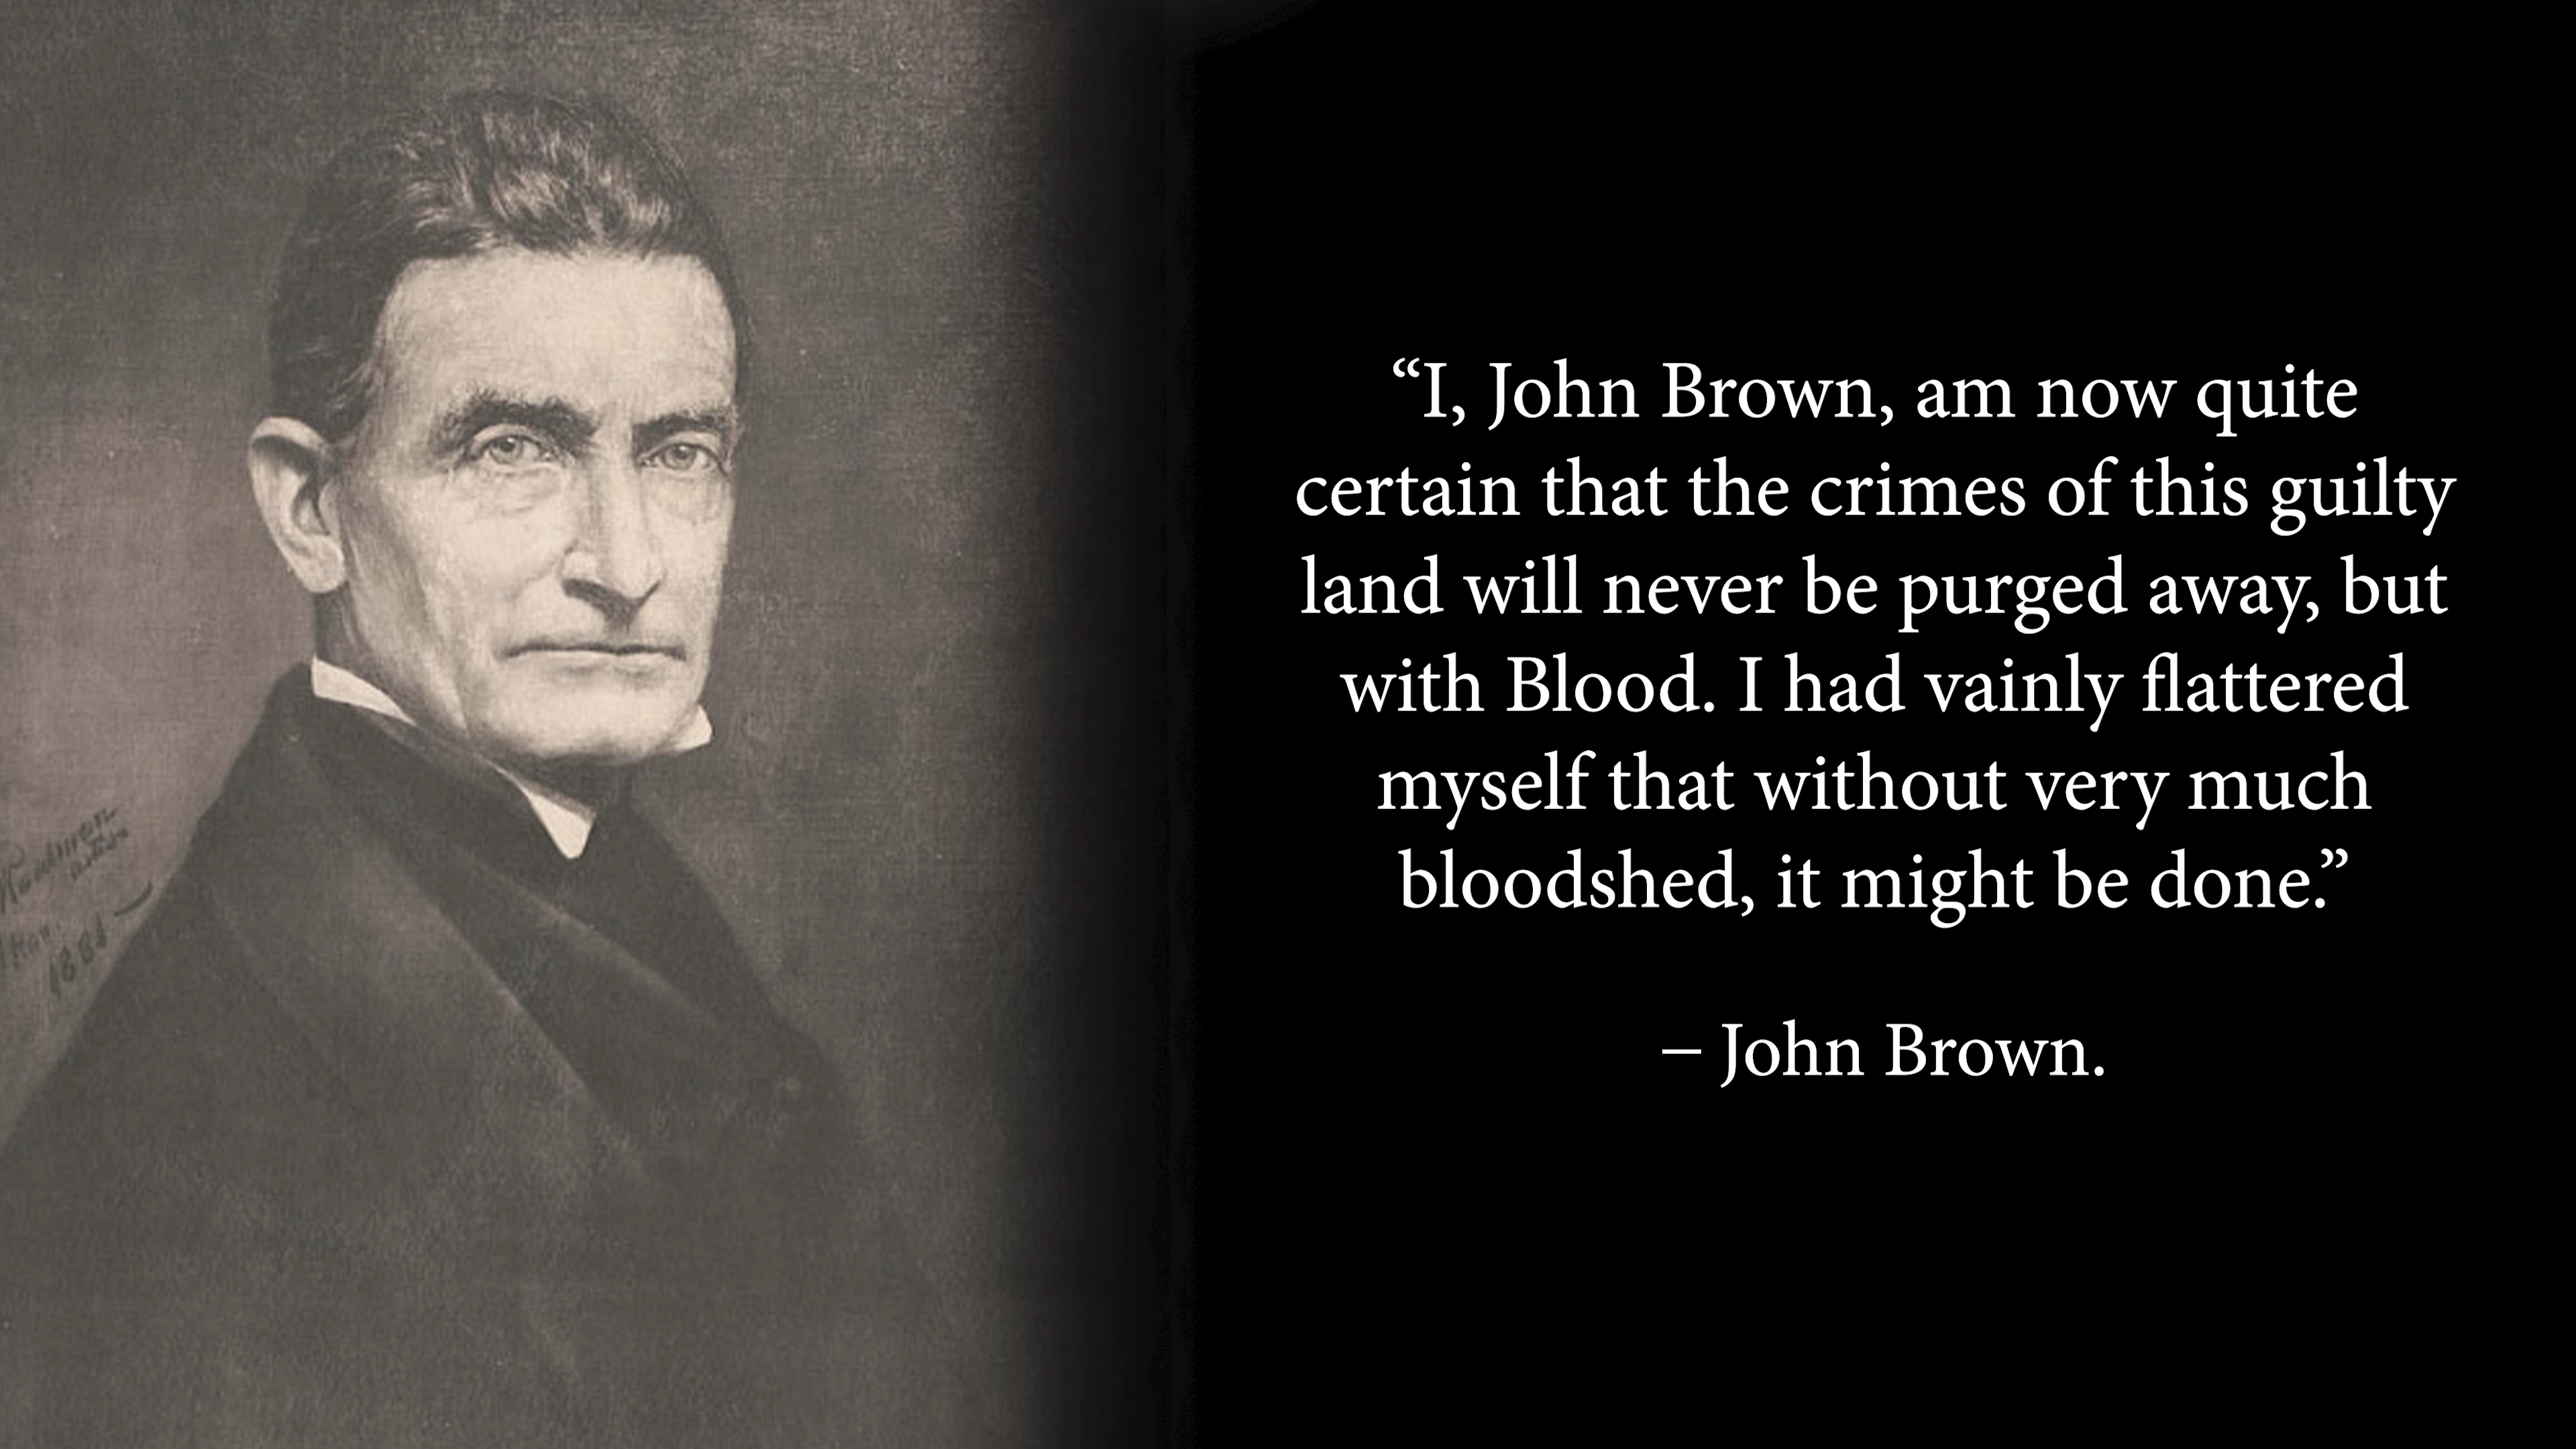 “I, John Brown, am now quite
certain that the crimes of this guilty
land will never be purged away, but
with Blood. I had vainly flattered
myself that without very much
bloodshed, it might be done.”
– John Brown.